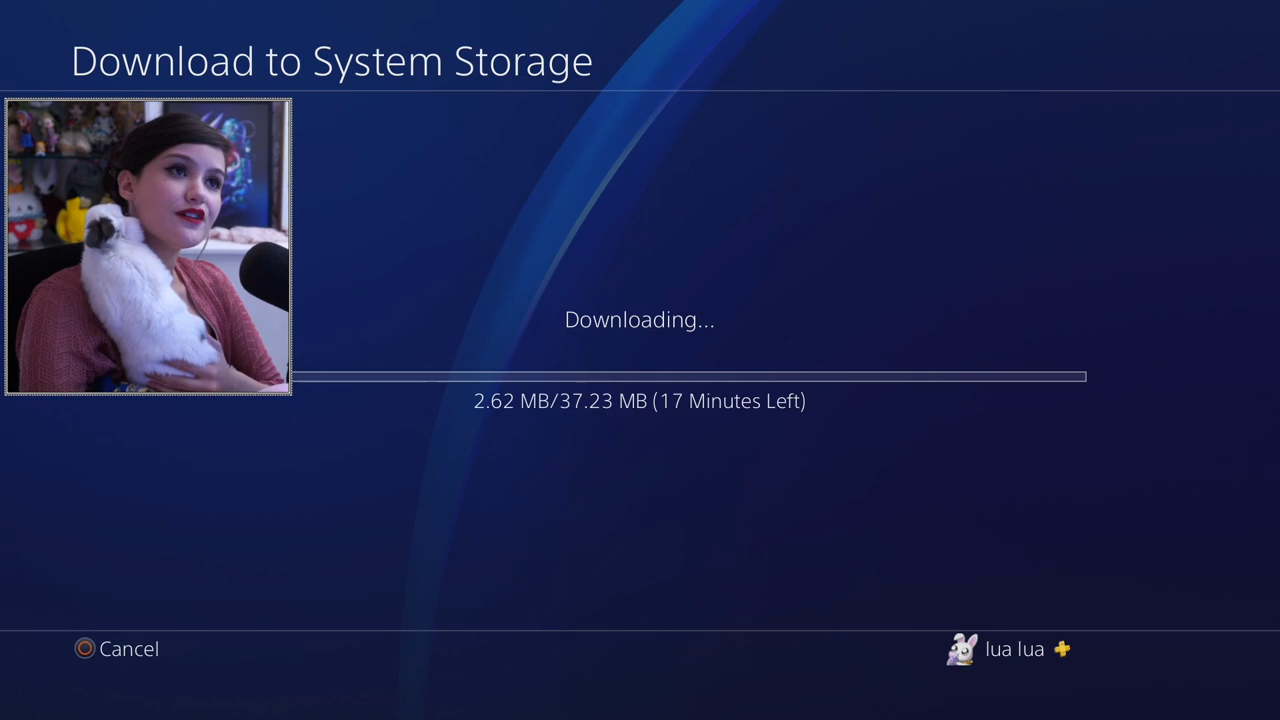 Download to System Storage
Downloading...
2.62 MB/37.23 MB (17 Minutes Left)
Cancel
lua lua